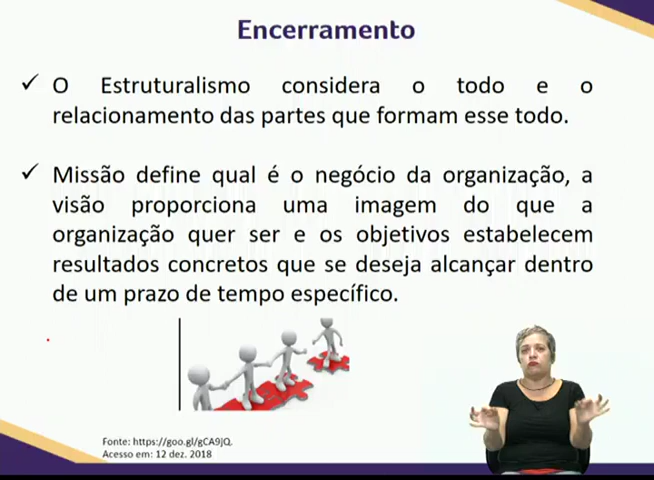 Encerramento
✓ O Estruturalismo considera o todo e o
relacionamento das partes que formam esse todo.
✓ Missão define qual é o negócio da organização, a
visão proporciona uma imagem do que a
organização quer ser e os objetivos estabelecem
resultados concretos que se deseja alcançar dentro
de um prazo de tempo específico.
Fonte: https://goo.gl/gCA9JQ.
Acesso em: 12 dez. 2018